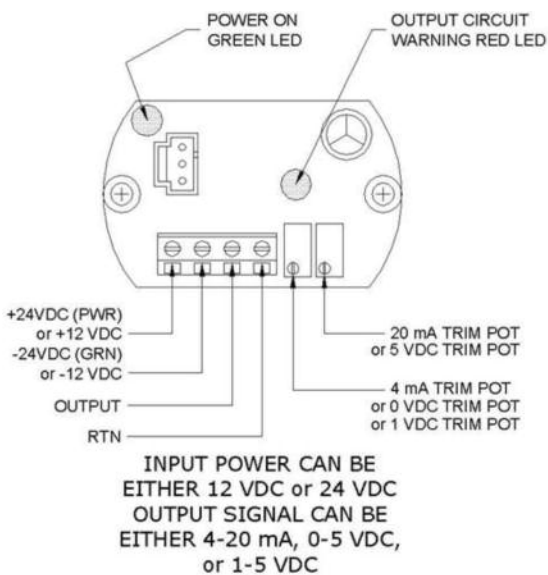 POWER ON
GREEN LED
OUTPUT CIRCUIT
WARNING RED LED
+24VDC (PWR)
or +12 VDC
-24VDC (GRN)
or -12 VDC
OUTPUT
RTN
20 mA TRIM POT
or 5 VDC TRIM POT
4 mA TRIM POT
or 0 VDC TRIM POT
or 1 VDC TRIM POT
INPUT POWER CAN BE
EITHER 12 VDC or 24 VDC
OUTPUT SIGNAL CAN BE
EITHER 4-20 mA, 0-5 VDC,
or 1-5 VDC